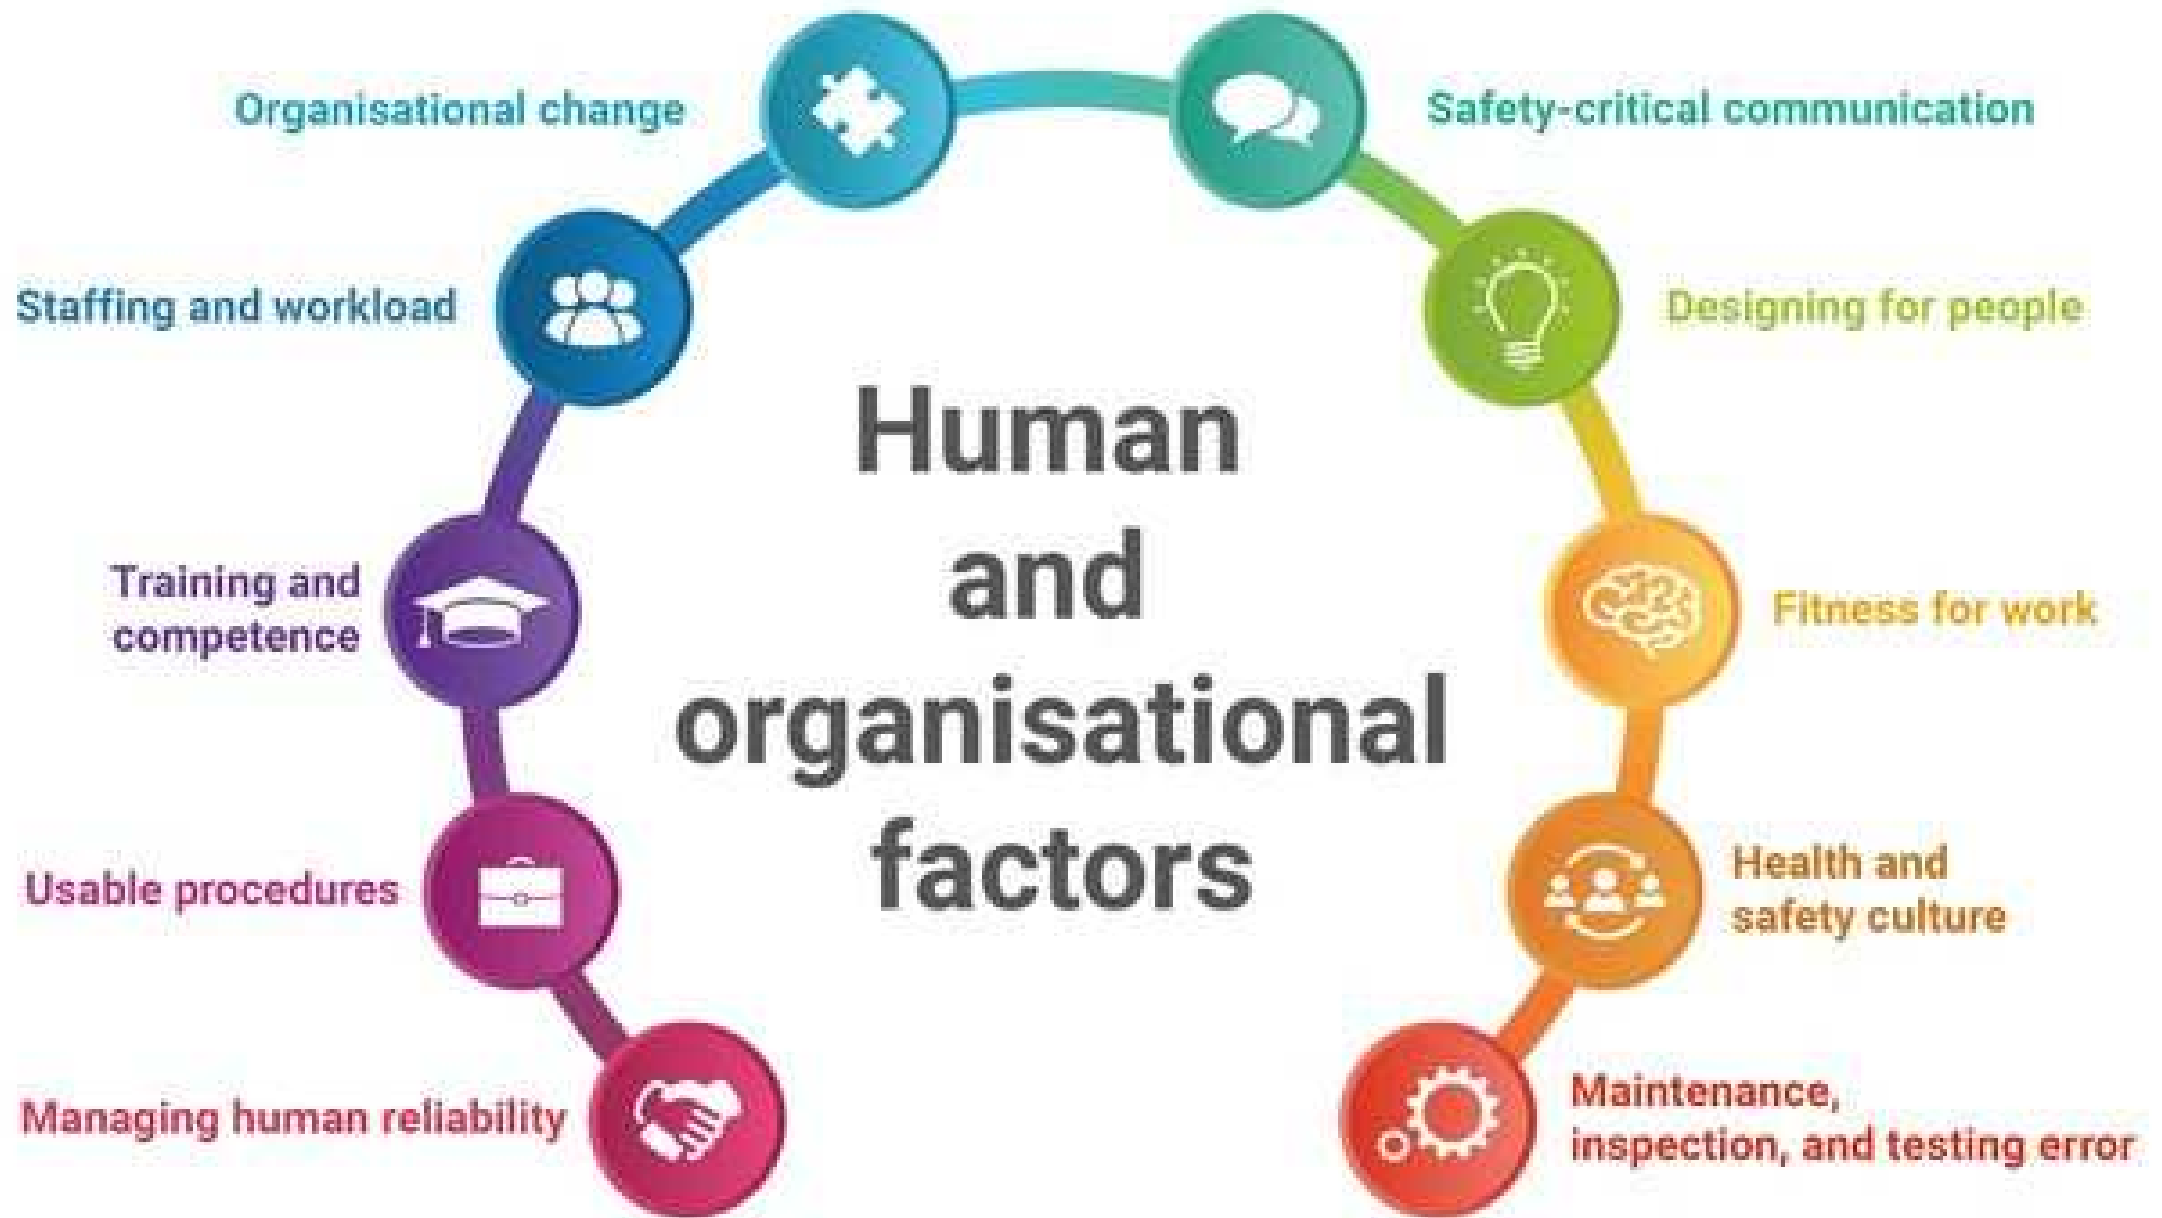 Organisational change
Safety-critical communication
Staffing and workload
Designing for people
Human
and
organisational
factors
Training and
competence
Fitness for work
Usable procedures
Health and
safety culture
Managing human reliability
Maintenance,
inspection, and testing error